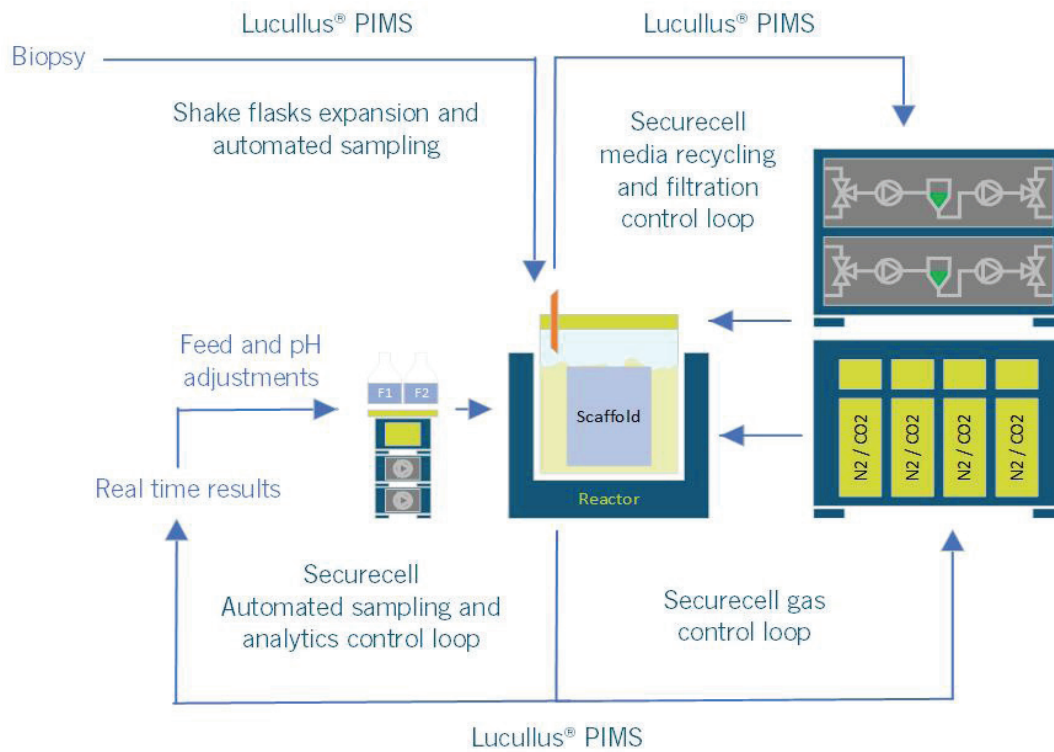 Lucullus® PIMS
Lucullus® PIMS
Biopsy
Shake flasks expansion and
automated sampling
Securecell
media recycling
and filtration
control loop
Feed and pH
adjustments
F1
F2
Scaffold
N2 / CO2
N2 / CO2
N2 / CO2
N2 / CO2
Real time results
Reactor
Securecell
Automated sampling and
analytics control loop
Securecell gas
control loop
Lucullus® PIMS